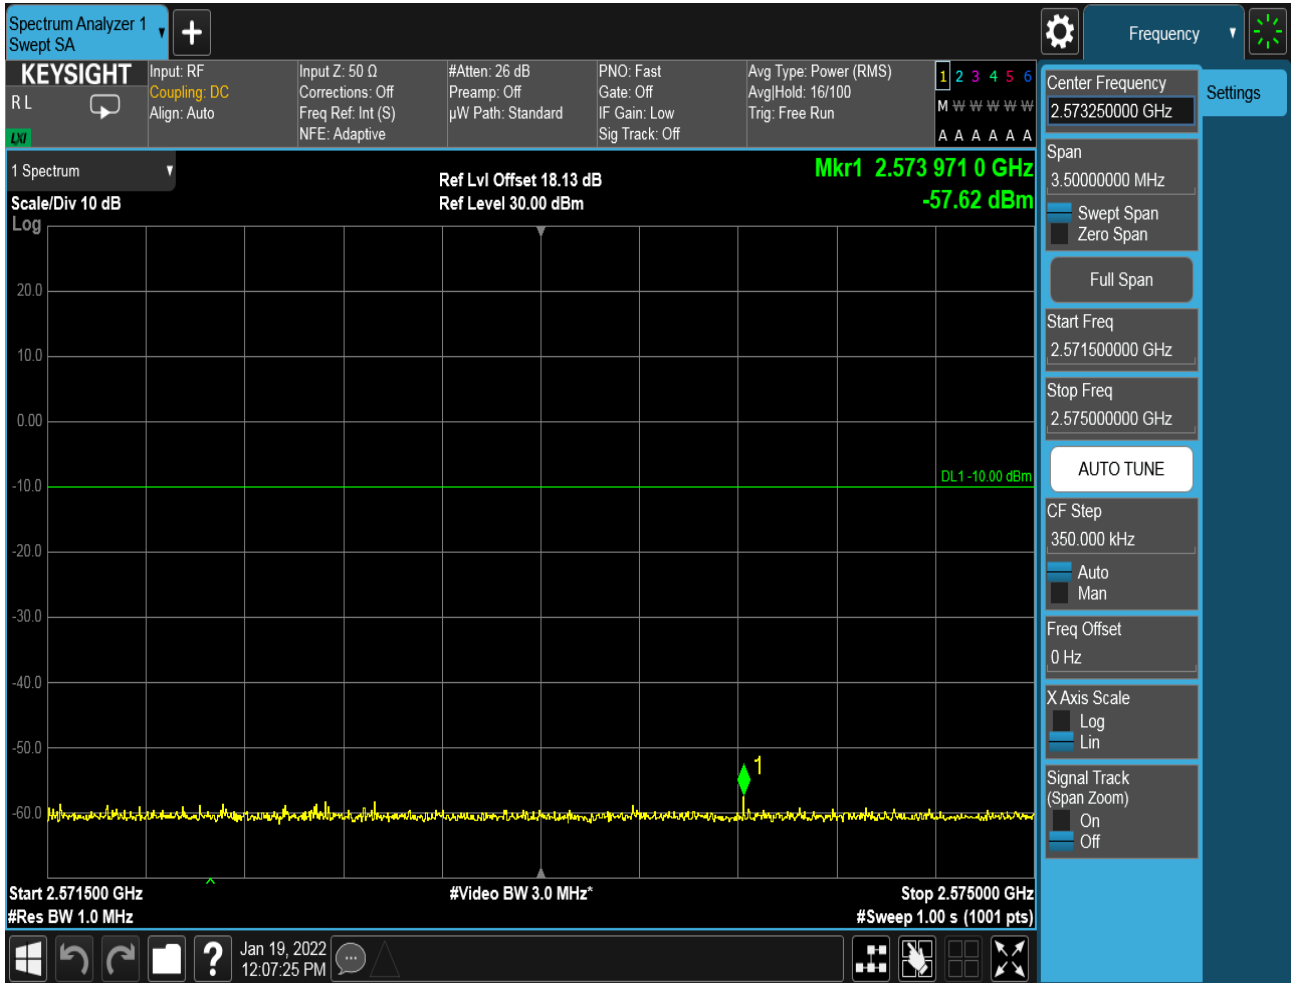 Spectrum Analyzer 1
Swept SA
Frequency
KEYSIGHT
R L
LXI
Input: RF
Coupling: DC
Align: Auto
Input Z: 50 Ω
Corrections: Off
Freq Ref: Int (S)
NFE: Adaptive
#Atten: 26 dB
Preamp: Off
µW Path: Standard
PNO: Fast
Gate: Off
IF Gain: Low
Sig Track: Off
Avg Type: Power (RMS)
Avg|Hold: 16/100
Trig: Free Run
1 2 3 4 5 6
M W W W W W
A A A A A A
1 Spectrum
Scale/Div 10 dB
Log
Ref Lvl Offset 18.13 dB
Ref Level 30.00 dBm
Mkr1 2.573 971 0 GHz
-57.62 dBm
20.0
10.0
0.00
-10.0
-20.0
-30.0
-40.0
-50.0
-60.0
DL1 -10.00 dBm
1
Start 2.571500 GHz
#Res BW 1.0 MHz
#Video BW 3.0 MHz*
Stop 2.575000 GHz
#Sweep 1.00 s (1001 pts)
Center Frequency
2.573250000 GHz
Settings
Span
3.50000000 MHz
Swept Span
Zero Span
Full Span
Start Freq
2.571500000 GHz
Stop Freq
2.575000000 GHz
AUTO TUNE
CF Step
350.000 kHz
Auto
Man
Freq Offset
0 Hz
X Axis Scale
Log
Lin
Signal Track
(Span Zoom)
On
Off
?
Jan 19, 2022
12:07:25 PM